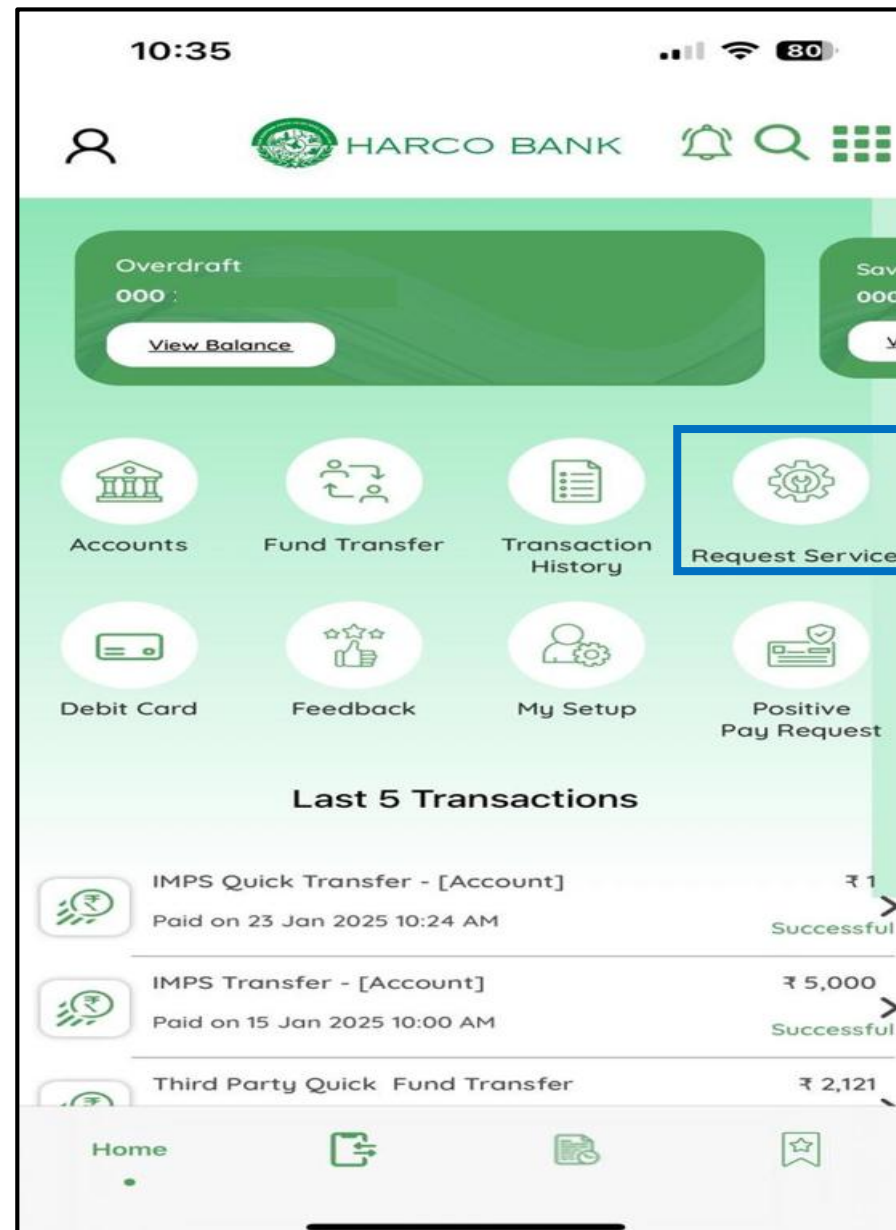 10:35
80
HARCO BANK
Overdraft
000
View Balance
Sav
000
Accounts
Fund Transfer
Transaction
History
Request Service
Debit Card
Feedback
My Setup
Positive
Pay Request
Last 5 Transactions
IMPS Quick Transfer - [Account]
₹ 1
Paid on 23 Jan 2025 10:24 AM
Successful
IMPS Transfer - [Account]
₹ 5,000
Paid on 15 Jan 2025 10:00 AM
Successful
Third Party Quick Fund Transfer
₹ 2,121
Home